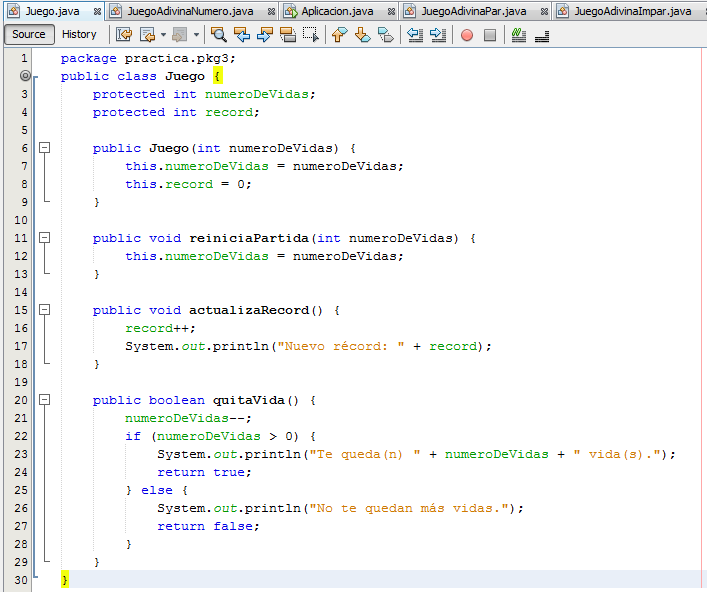 Juego.java JuegoAdivinaNumero.java Aplicacion.java JuegoAdivinaPar.java JuegoAdivinaImpar.java
Source History
1 package practica.pkg3;
public class Juego {
3 protected int numeroDeVidas;
4 protected int record;
5
6 public Juego(int numeroDeVidas) {
7 this.numeroDeVidas = numeroDeVidas;
8 this.record = 0;
9 }
10
11 public void reiniciaPartida(int numeroDeVidas) {
12 this.numeroDeVidas = numeroDeVidas;
13 }
14
15 public void actualizaRecord() {
16 record++;
17 System.out.println("Nuevo récord: " + record);
18 }
19
20 public boolean quitaVida() {
21 numeroDeVidas--;
22 if (numeroDeVidas > 0) {
23 System.out.println("Te queda(n) " + numeroDeVidas + " vida(s).");
24 return true;
25 } else {
26 System.out.println("No te quedan más vidas.");
27 return false;
28 }
29 }
30 }